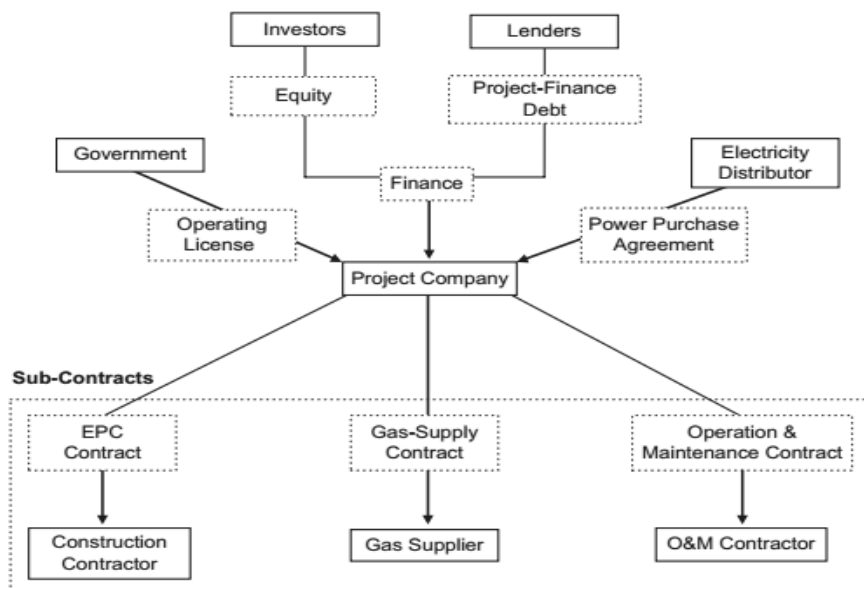 Investors
Lenders
Equity
Project-Finance
Debt
Government
Electricity
Distributor
Finance
Operating
License
Power Purchase
Agreement
Project Company
Sub-Contracts
EPC
Contract
Gas-Supply
Contract
Operation &
Maintenance Contract
Construction
Contractor
Gas Supplier
O&M Contractor